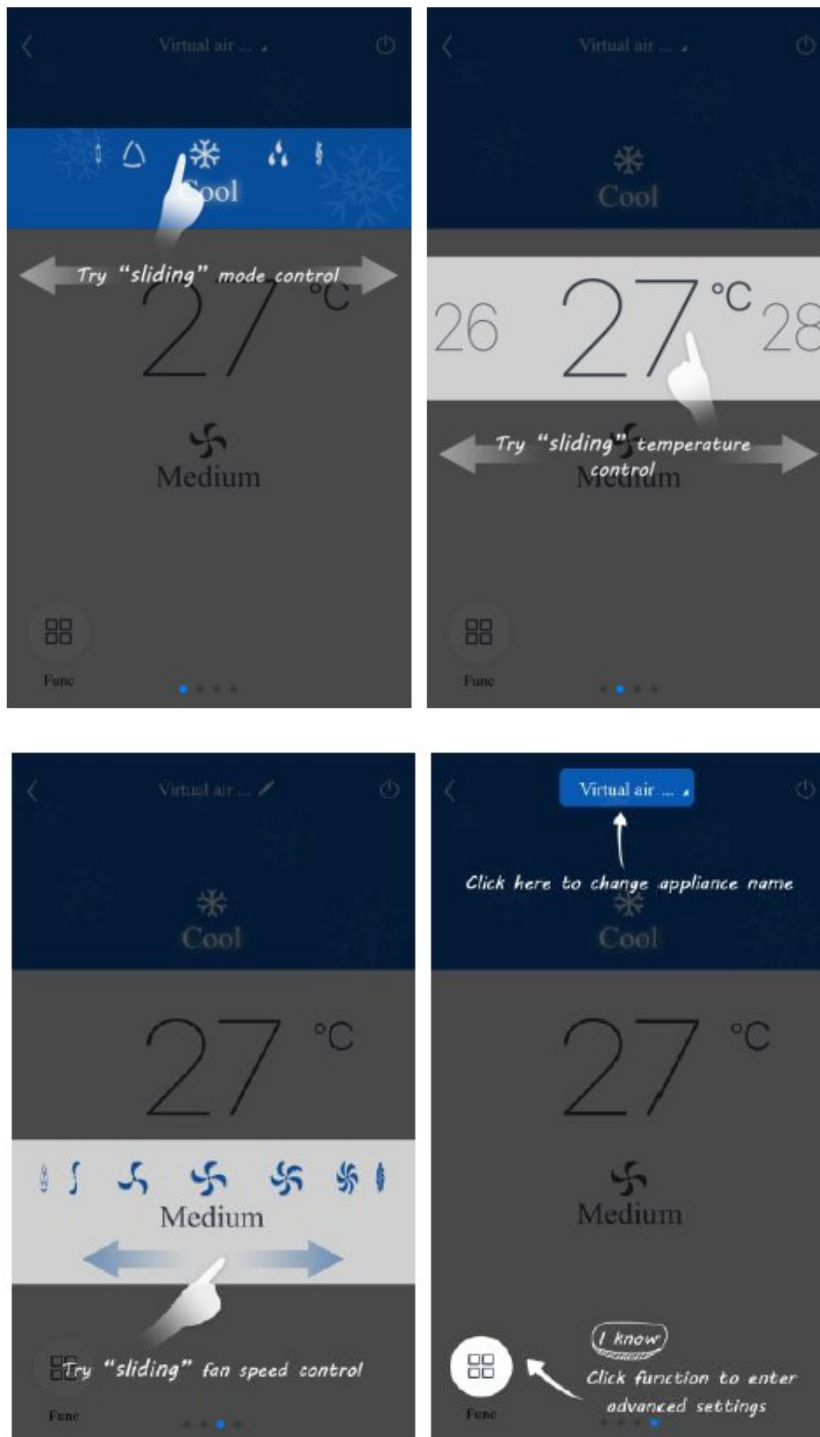 Virtual air ...
Cool
Try “sliding” mode control
27 °C
Medium
Func
Virtual air ...
Cool
26 27 °C 28
Try “sliding” temperature
control
Medium
Func
Virtual air ...
Cool
27 °C
Medium
Try “sliding” fan speed control
Func
Virtual air ...
Click here to change appliance name
Cool
27 °C
Medium
I know
Click function to enter
advanced settings
Func